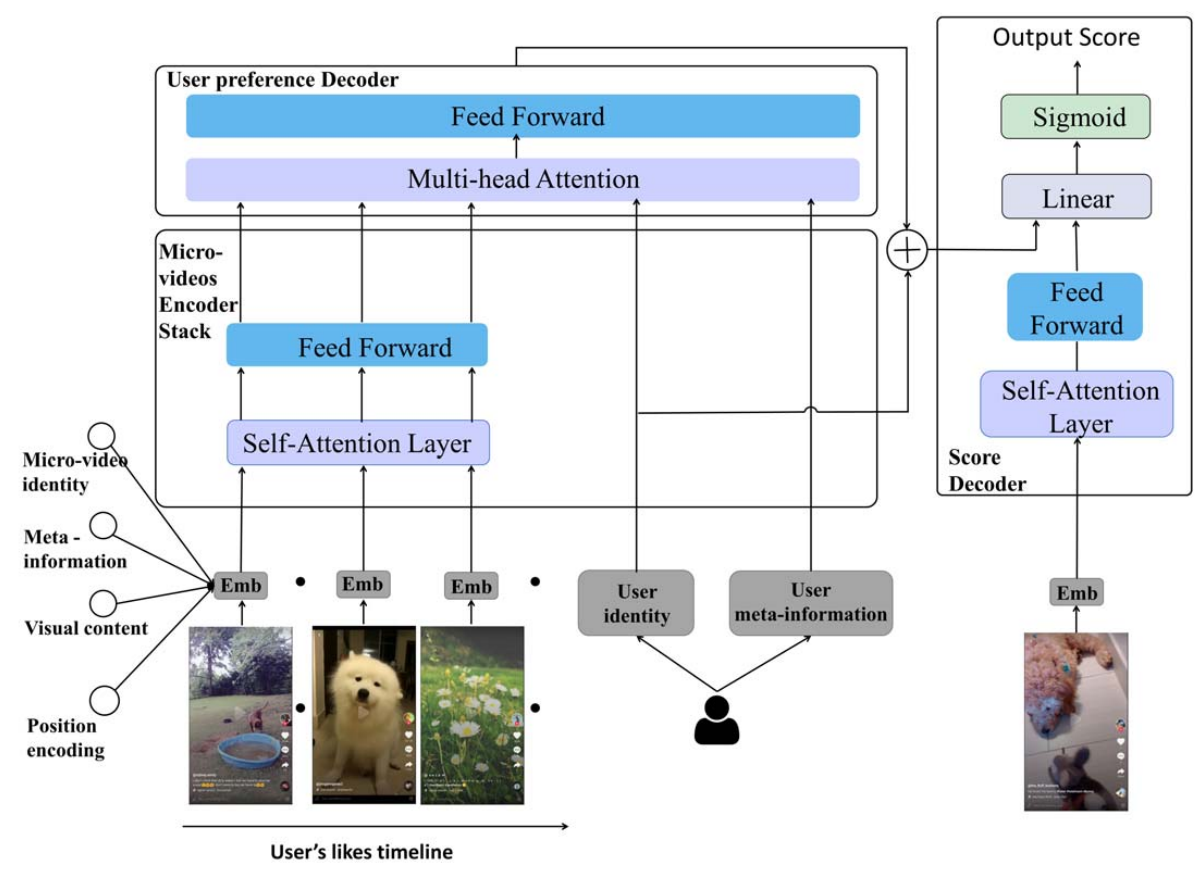 Output Score
Sigmoid
Linear
Feed
Forward
Self-Attention
Layer
Score
Decoder
User preference Decoder
Feed Forward
Multi-head Attention
Micro-
videos
Encoder
Stack
Feed Forward
Self-Attention Layer
Micro-video
identity
Meta -
information
Visual content
Position
encoding
Emb
Emb
Emb
User
identity
User
meta-information
Emb
User's likes timeline